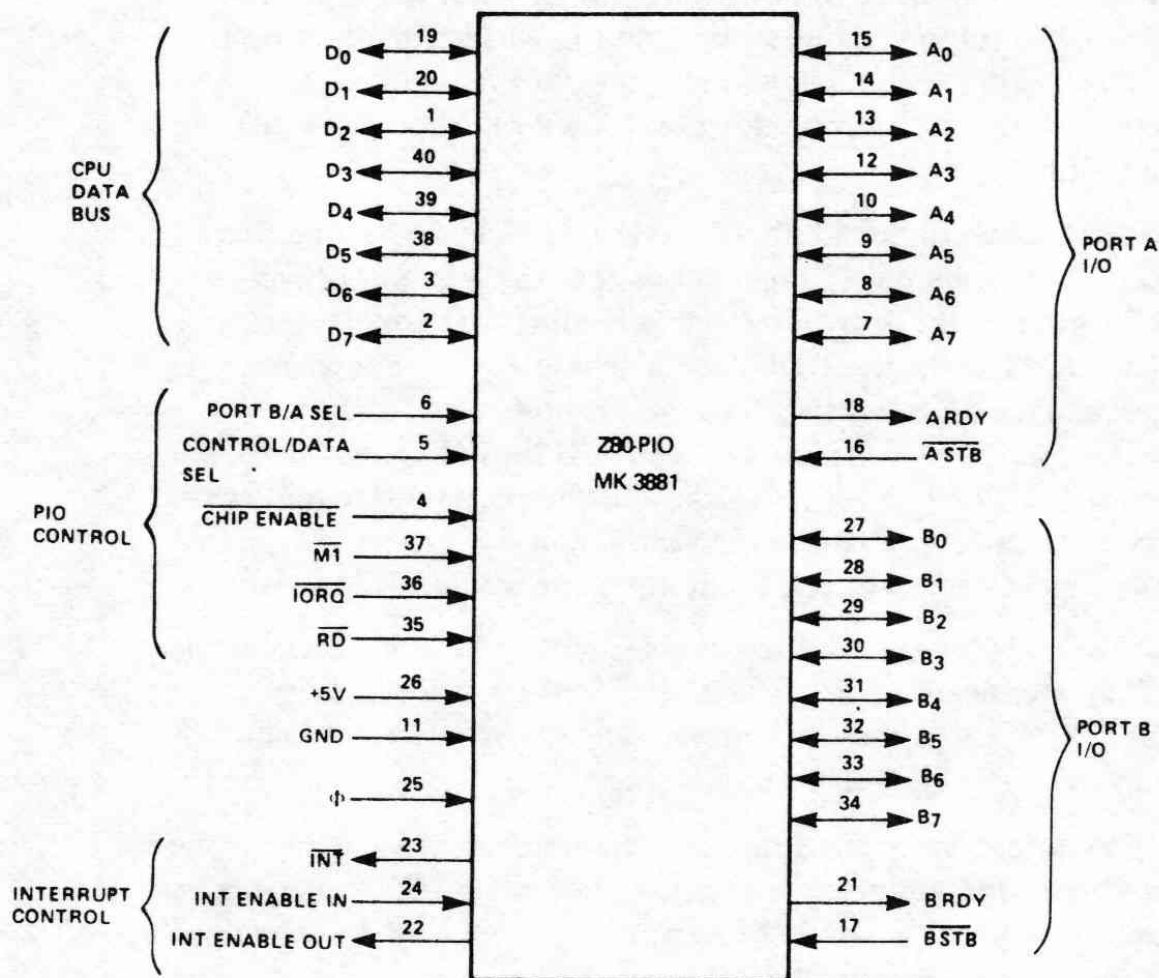 CPU
DATA
BUS
D0 19
D1 20
D2 1
D3 40
D4 39
D5 38
D6 3
D7 2
PIO
CONTROL
PORT B/A SEL 6
CONTROL/DATA 5
SEL
CHIP ENABLE 4
M1 37
IORQ 36
RD 35
+5V 26
GND 11
Φ 25
INTERRUPT
CONTROL
INT 23
INT ENABLE IN 24
INT ENABLE OUT 22
Z80-PIO
MK 3881
15 A0
14 A1
13 A2
12 A3
10 A4
9 A5
8 A6
7 A7
18 ARDY
16 ASTB
PORT A
I/O
27 B0
28 B1
29 B2
30 B3
31 B4
32 B5
33 B6
34 B7
21 BRDY
17 BSTB
PORT B
I/O